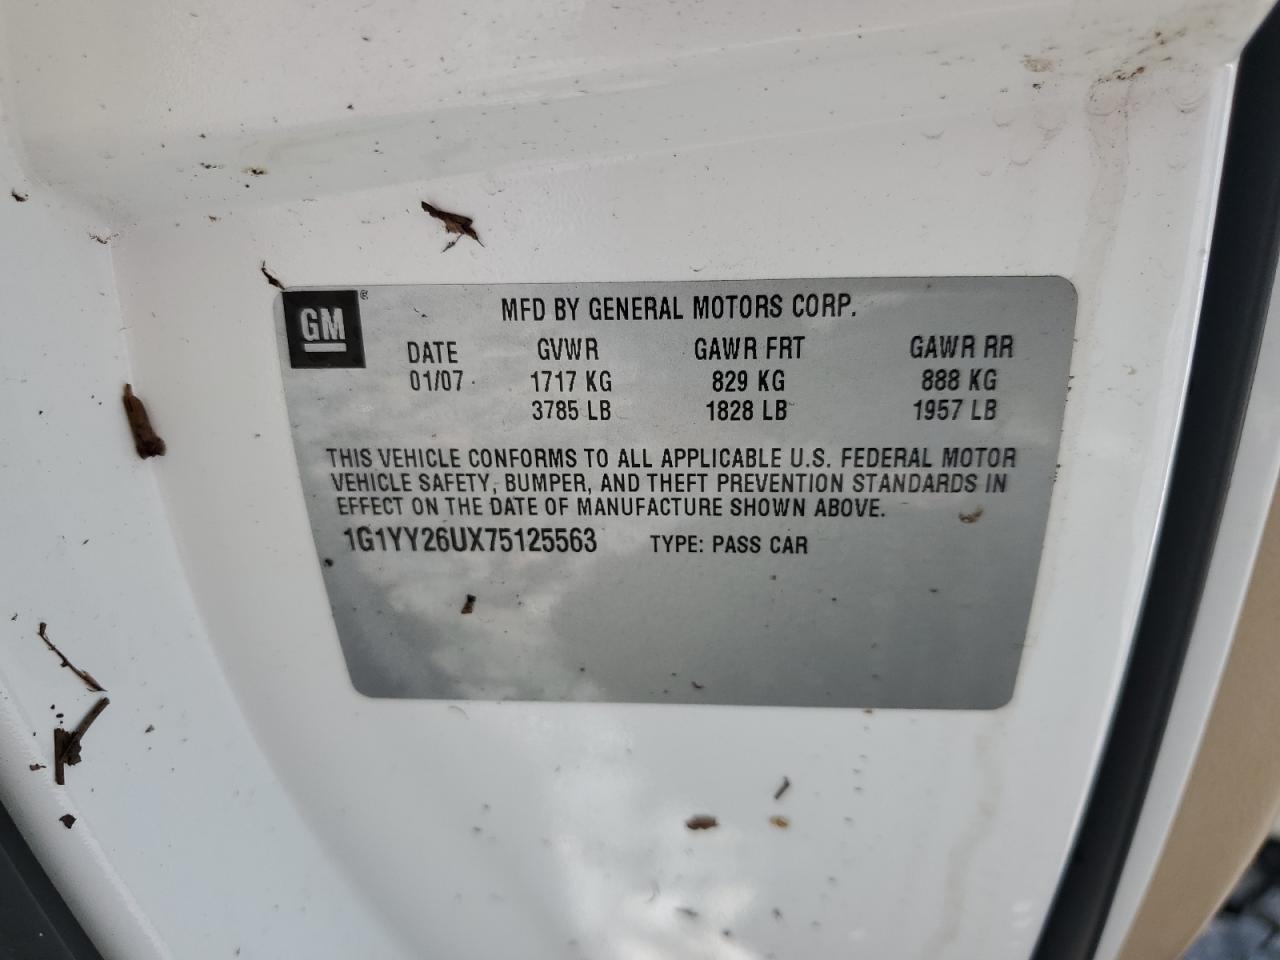 GM®
MFD BY GENERAL MOTORS CORP.
DATE GVWR GAWR FRT GAWR RR
01/07 1717 KG 829 KG 888 KG
3785 LB 1828 LB 1957 LB
THIS VEHICLE CONFORMS TO ALL APPLICABLE U.S. FEDERAL MOTOR
VEHICLE SAFETY, BUMPER, AND THEFT PREVENTION STANDARDS IN
EFFECT ON THE DATE OF MANUFACTURE SHOWN ABOVE.
1G1YY26UX75125563 TYPE: PASS CAR